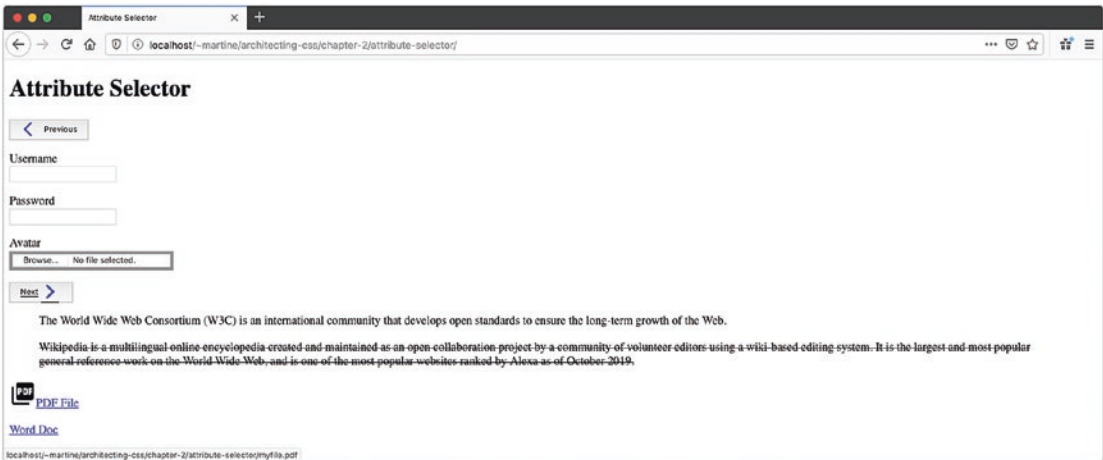 Attribute Selector
localhost/~martine/architecting-css/chapter-2/attribute-selector/
Attribute Selector
Previous
Username
Password
Avatar
Browse... No file selected.
Next
The World Wide Web Consortium (W3C) is an international community that develops open standards to ensure the long-term growth of the Web.
Wikipedia is a multilingual online encyclopedia created and maintained as an open collaboration project by a community of volunteer editors using a wiki-based editing system. It is the largest and most popular
general reference work on the World Wide Web, and is one of the most popular websites ranked by Alexa as of October 2019.
PDF
PDF File
Word Doc
localhost/~martine/architecting-css/chapter-2/attribute-selector/myfile.pdf